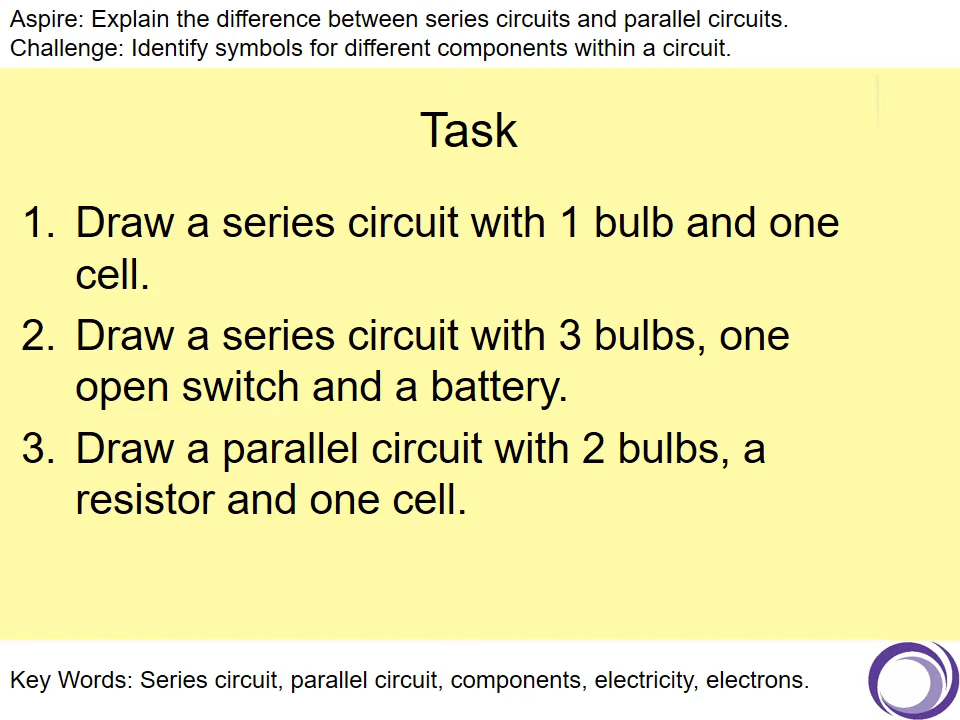 Aspire: Explain the difference between series circuits and parallel circuits.
Challenge: Identify symbols for different components within a circuit.
Task
1. Draw a series circuit with 1 bulb and one
cell.
2. Draw a series circuit with 3 bulbs, one
open switch and a battery.
3. Draw a parallel circuit with 2 bulbs, a
resistor and one cell.
Key Words: Series circuit, parallel circuit, components, electricity, electrons.